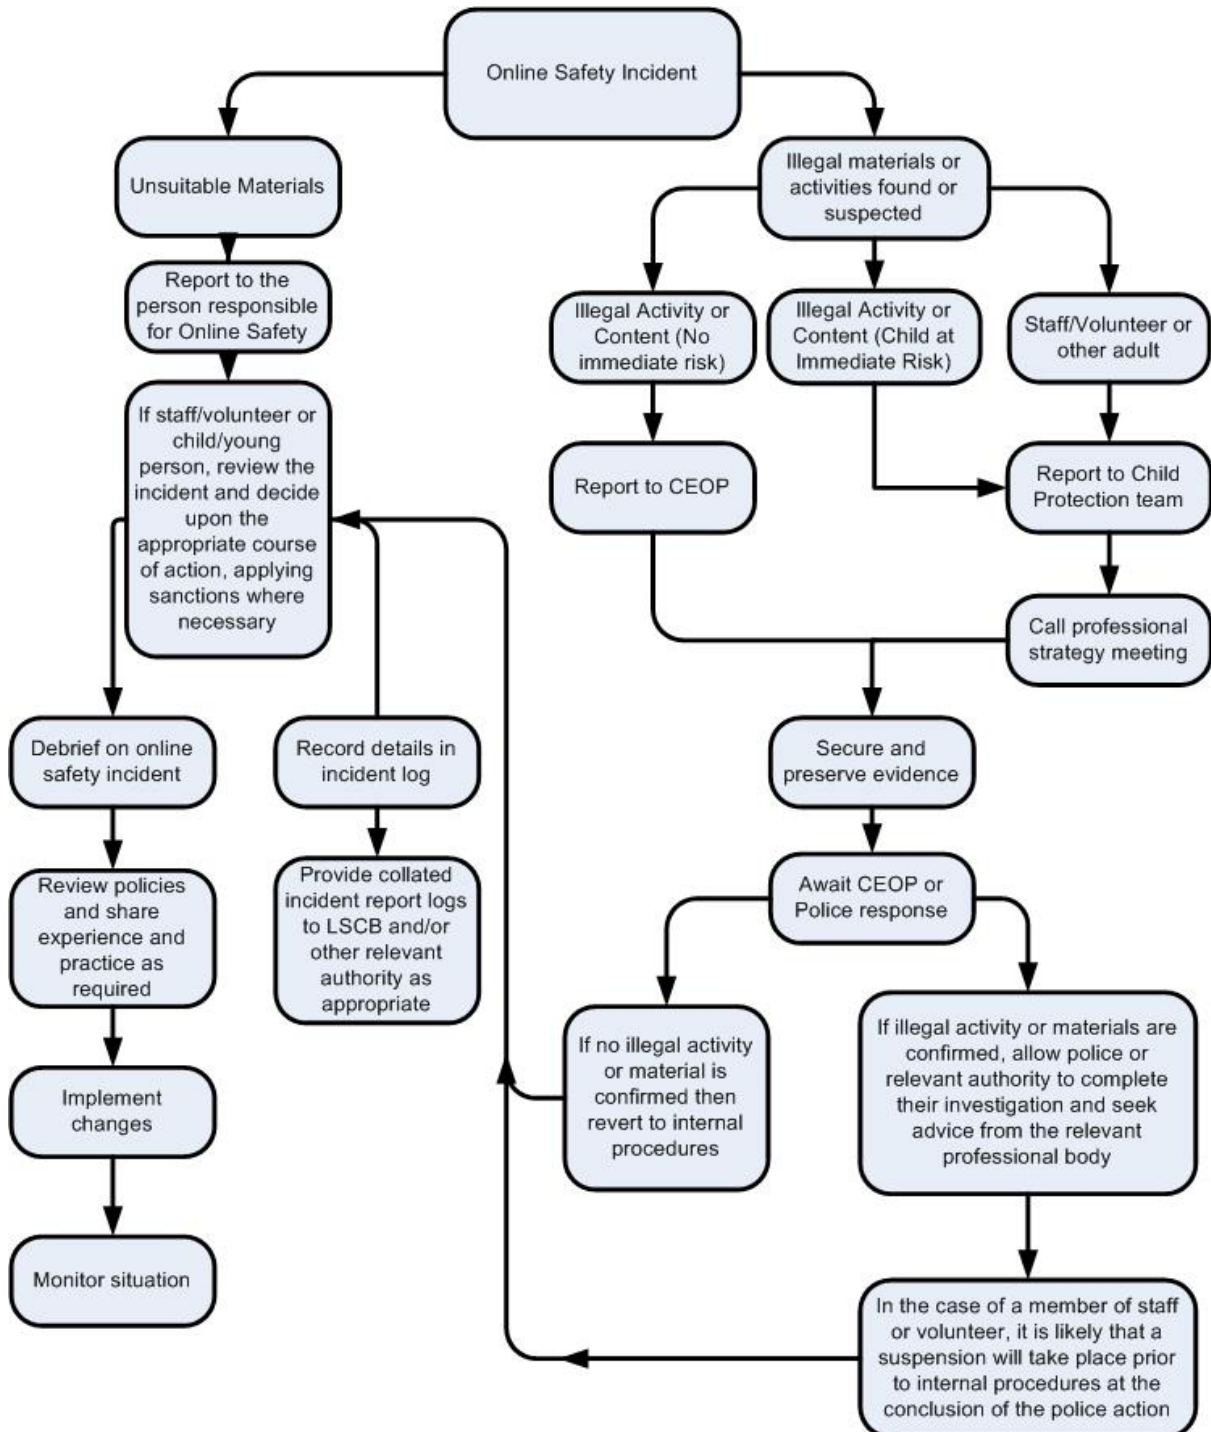 Online Safety Incident
Unsuitable Materials
Report to the
person responsible
for Online Safety
If staff/volunteer or
child/young
person, review the
incident and decide
upon the
appropriate course
of action, applying
sanctions where
necessary
Debrief on online
safety incident
Review policies
and share
experience and
practice as
required
Implement
changes
Monitor situation
Record details in
incident log
Provide collated
incident report logs
to LSCB and/or
other relevant
authority as
appropriate
Illegal materials or
activities found or
suspected
Illegal Activity or
Content (No
immediate risk)
Illegal Activity or
Content (Child at
Immediate Risk)
Staff/Volunteer or
other adult
Report to CEOP
Report to Child
Protection team
Call professional
strategy meeting
Secure and
preserve evidence
Await CEOP or
Police response
If no illegal activity
or material is
confirmed then
revert to internal
procedures
If illegal activity or materials are
confirmed, allow police or
relevant authority to complete
their investigation and seek
advice from the relevant
professional body
In the case of a member of staff
or volunteer, it is likely that a
suspension will take place prior
to internal procedures at the
conclusion of the police action